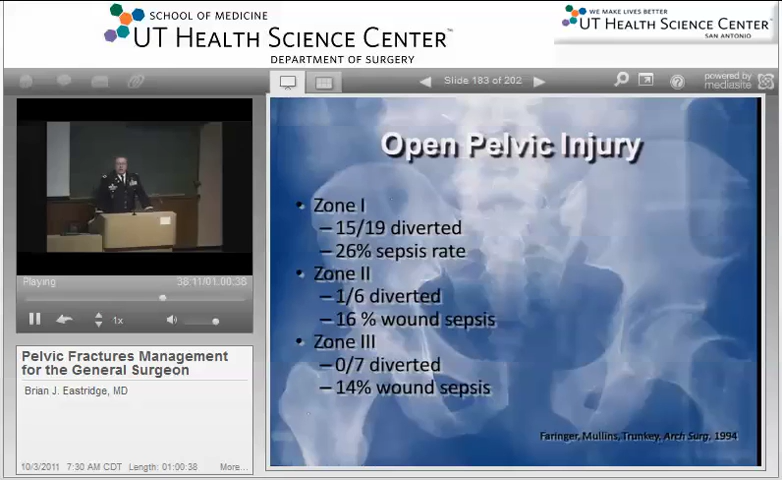 SCHOOL OF MEDICINE
UT HEALTH SCIENCE CENTER™
DEPARTMENT OF SURGERY
WE MAKE LIVES BETTER
UT HEALTH SCIENCE CENTER
SAN ANTONIO
Slide 183 of 202
powered by
mediasite
Playing
38:11/01:00:38
1x
Pelvic Fractures Management
for the General Surgeon
Brian J. Eastridge, MD
10/3/2011 7:30 AM CDT Length: 01:00:38 More...
Open Pelvic Injury
• Zone I
–15/19 diverted
–26% sepsis rate
• Zone II
–1/6 diverted
–16 % wound sepsis
• Zone III
–0/7 diverted
–14% wound sepsis
Faringer, Mullins, Trunkey, Arch Surg, 1994